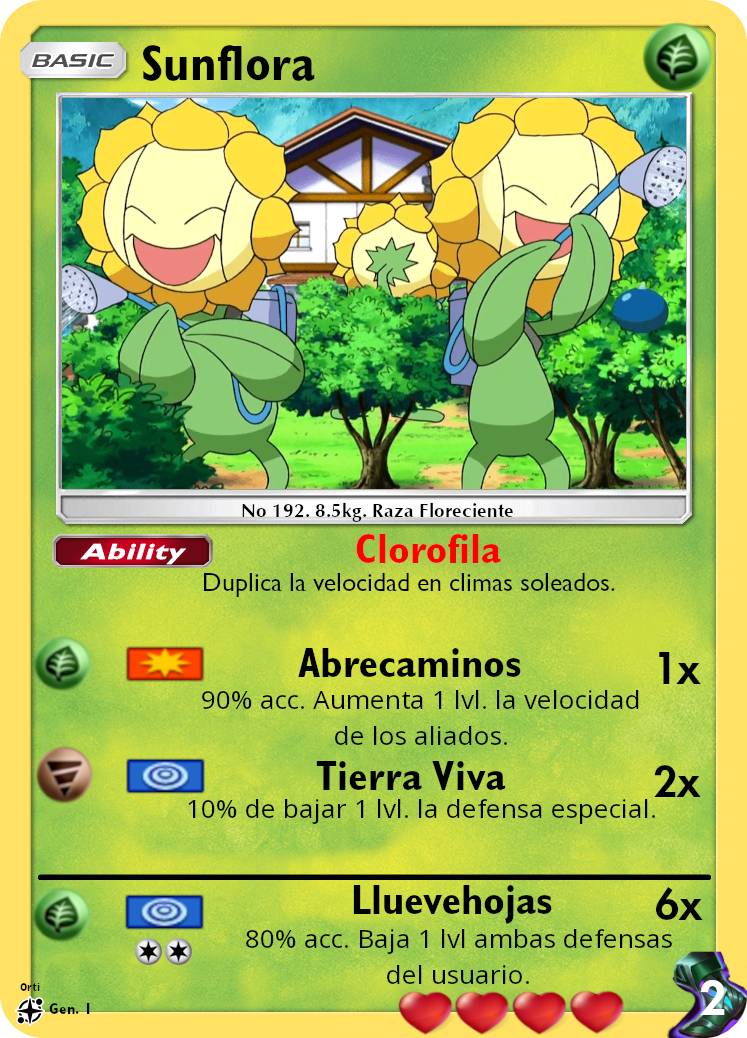 BASIC Sunflora
No 192. 8.5kg. Raza Floreciente
Ability Clorofila
Duplica la velocidad en climas soleados.
Abrecaminos 1x
90% acc. Aumenta 1 lvl. la velocidad
de los aliados.
Tierra Viva 2x
10% de bajar 1 lvl. la defensa especial.
Lluevehojas 6x
80% acc. Baja 1 lvl ambas defensas
del usuario.
Orti
Gen. 1
2